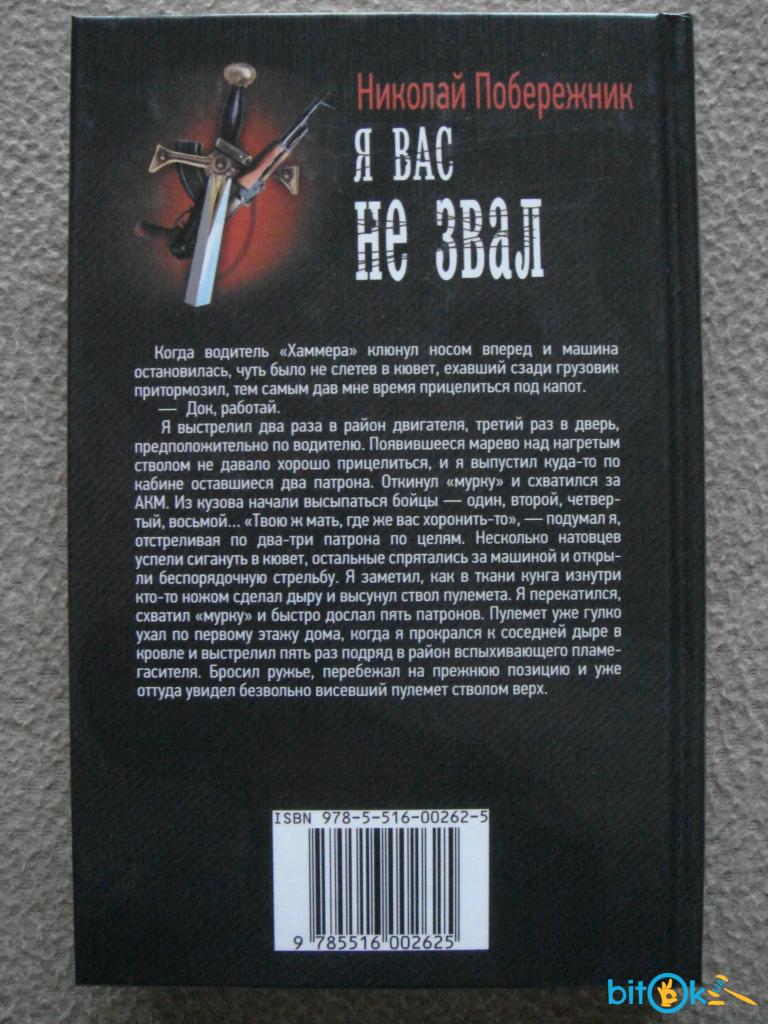 Николай Побережник
Я ВАС
не звал
Когда водитель «Хаммера» клюнул носом вперед и машина
остановилась, чуть было не слетев в кювет, ехавший сзади грузовик
притормозил, тем самым дав мне время прицелиться под капот.
— Док, работай.
Я выстрелил два раза в район двигателя, третий раз в дверь,
предположительно по водителю. Появившееся марево над нагретым
стволом не давало хорошо прицелиться, и я выпустил куда-то по
кабине оставшиеся два патрона. Откинул «мурку» и схватился за
АКМ. Из кузова начали высыпаться бойцы — один, второй, четвер-
тый, восьмой... «Твою ж мать, где же вас хоронить-то», — подумал я,
отстреливая по два-три патрона по целям. Несколько натовцев
успели сигануть в кювет, остальные спрятались за машиной и откры-
ли беспорядочную стрельбу. Я заметил, как в ткани кунга изнутри
кто-то ножом сделал дыру и высунул ствол пулемета. Я перекатился,
схватил «мурку» и быстро дослал пять патронов. Пулемет уже гулко
ухал по первому этажу дома, когда я прокрался к соседней дыре в
кровле и выстрелил пять раз подряд в район вспыхивающего пламе-
гасителя. Бросил ружье, перебежал на прежнюю позицию и уже
оттуда увидел безвольно висевший пулемет стволом верх.
ISBN 978-5-516-00262-5
9 785516 002625
bitok